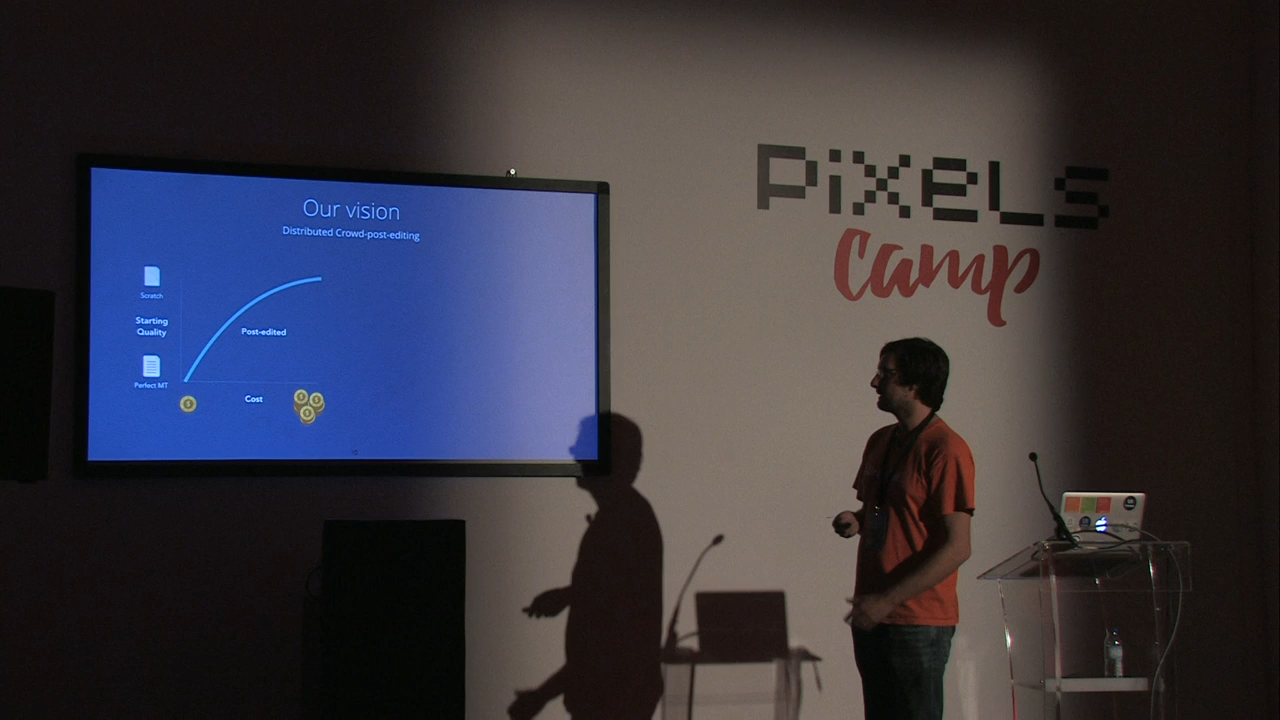 Our vision
Distributed Crowd-post-editing
Scratch
Starting
Quality
Post-edited
Perfect MT
Cost
PIXELS
Camp